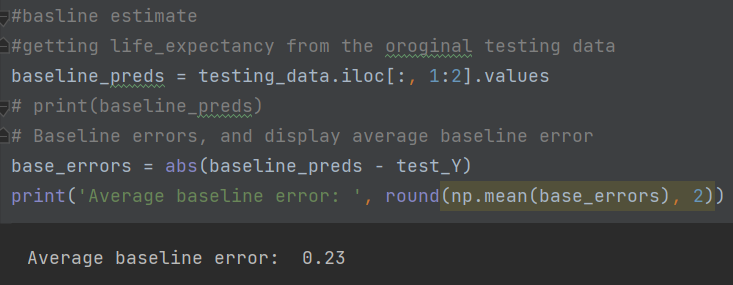 #basline estimate
#getting life_expectancy from the oroginal testing data
baseline_preds = testing_data.iloc[:, 1:2].values
# print(baseline_preds)
# Baseline errors, and display average baseline error
base_errors = abs(baseline_preds - test_Y)
print('Average baseline error: ', round(np.mean(base_errors), 2))
Average baseline error:  0.23